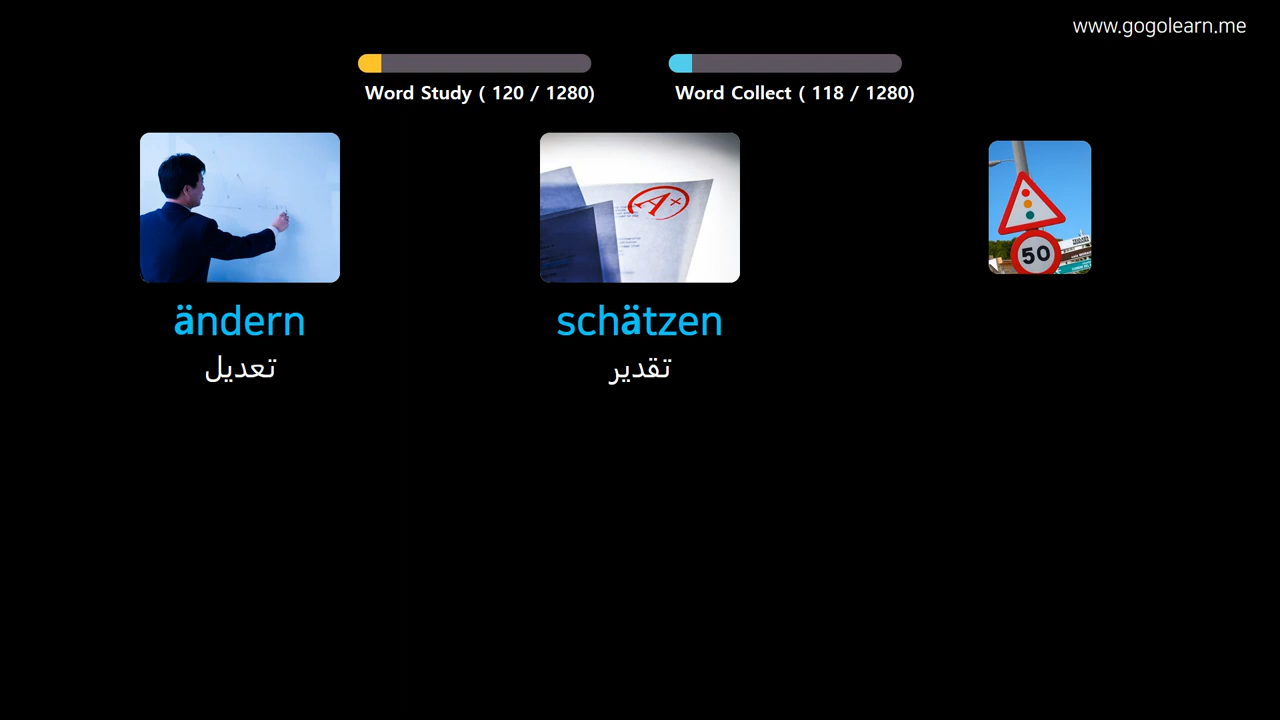 www.gogolearn.me
Word Study ( 120 / 1280)
Word Collect ( 118 / 1280)
A+
50
ändern
schätzen
تعديل
تقدير